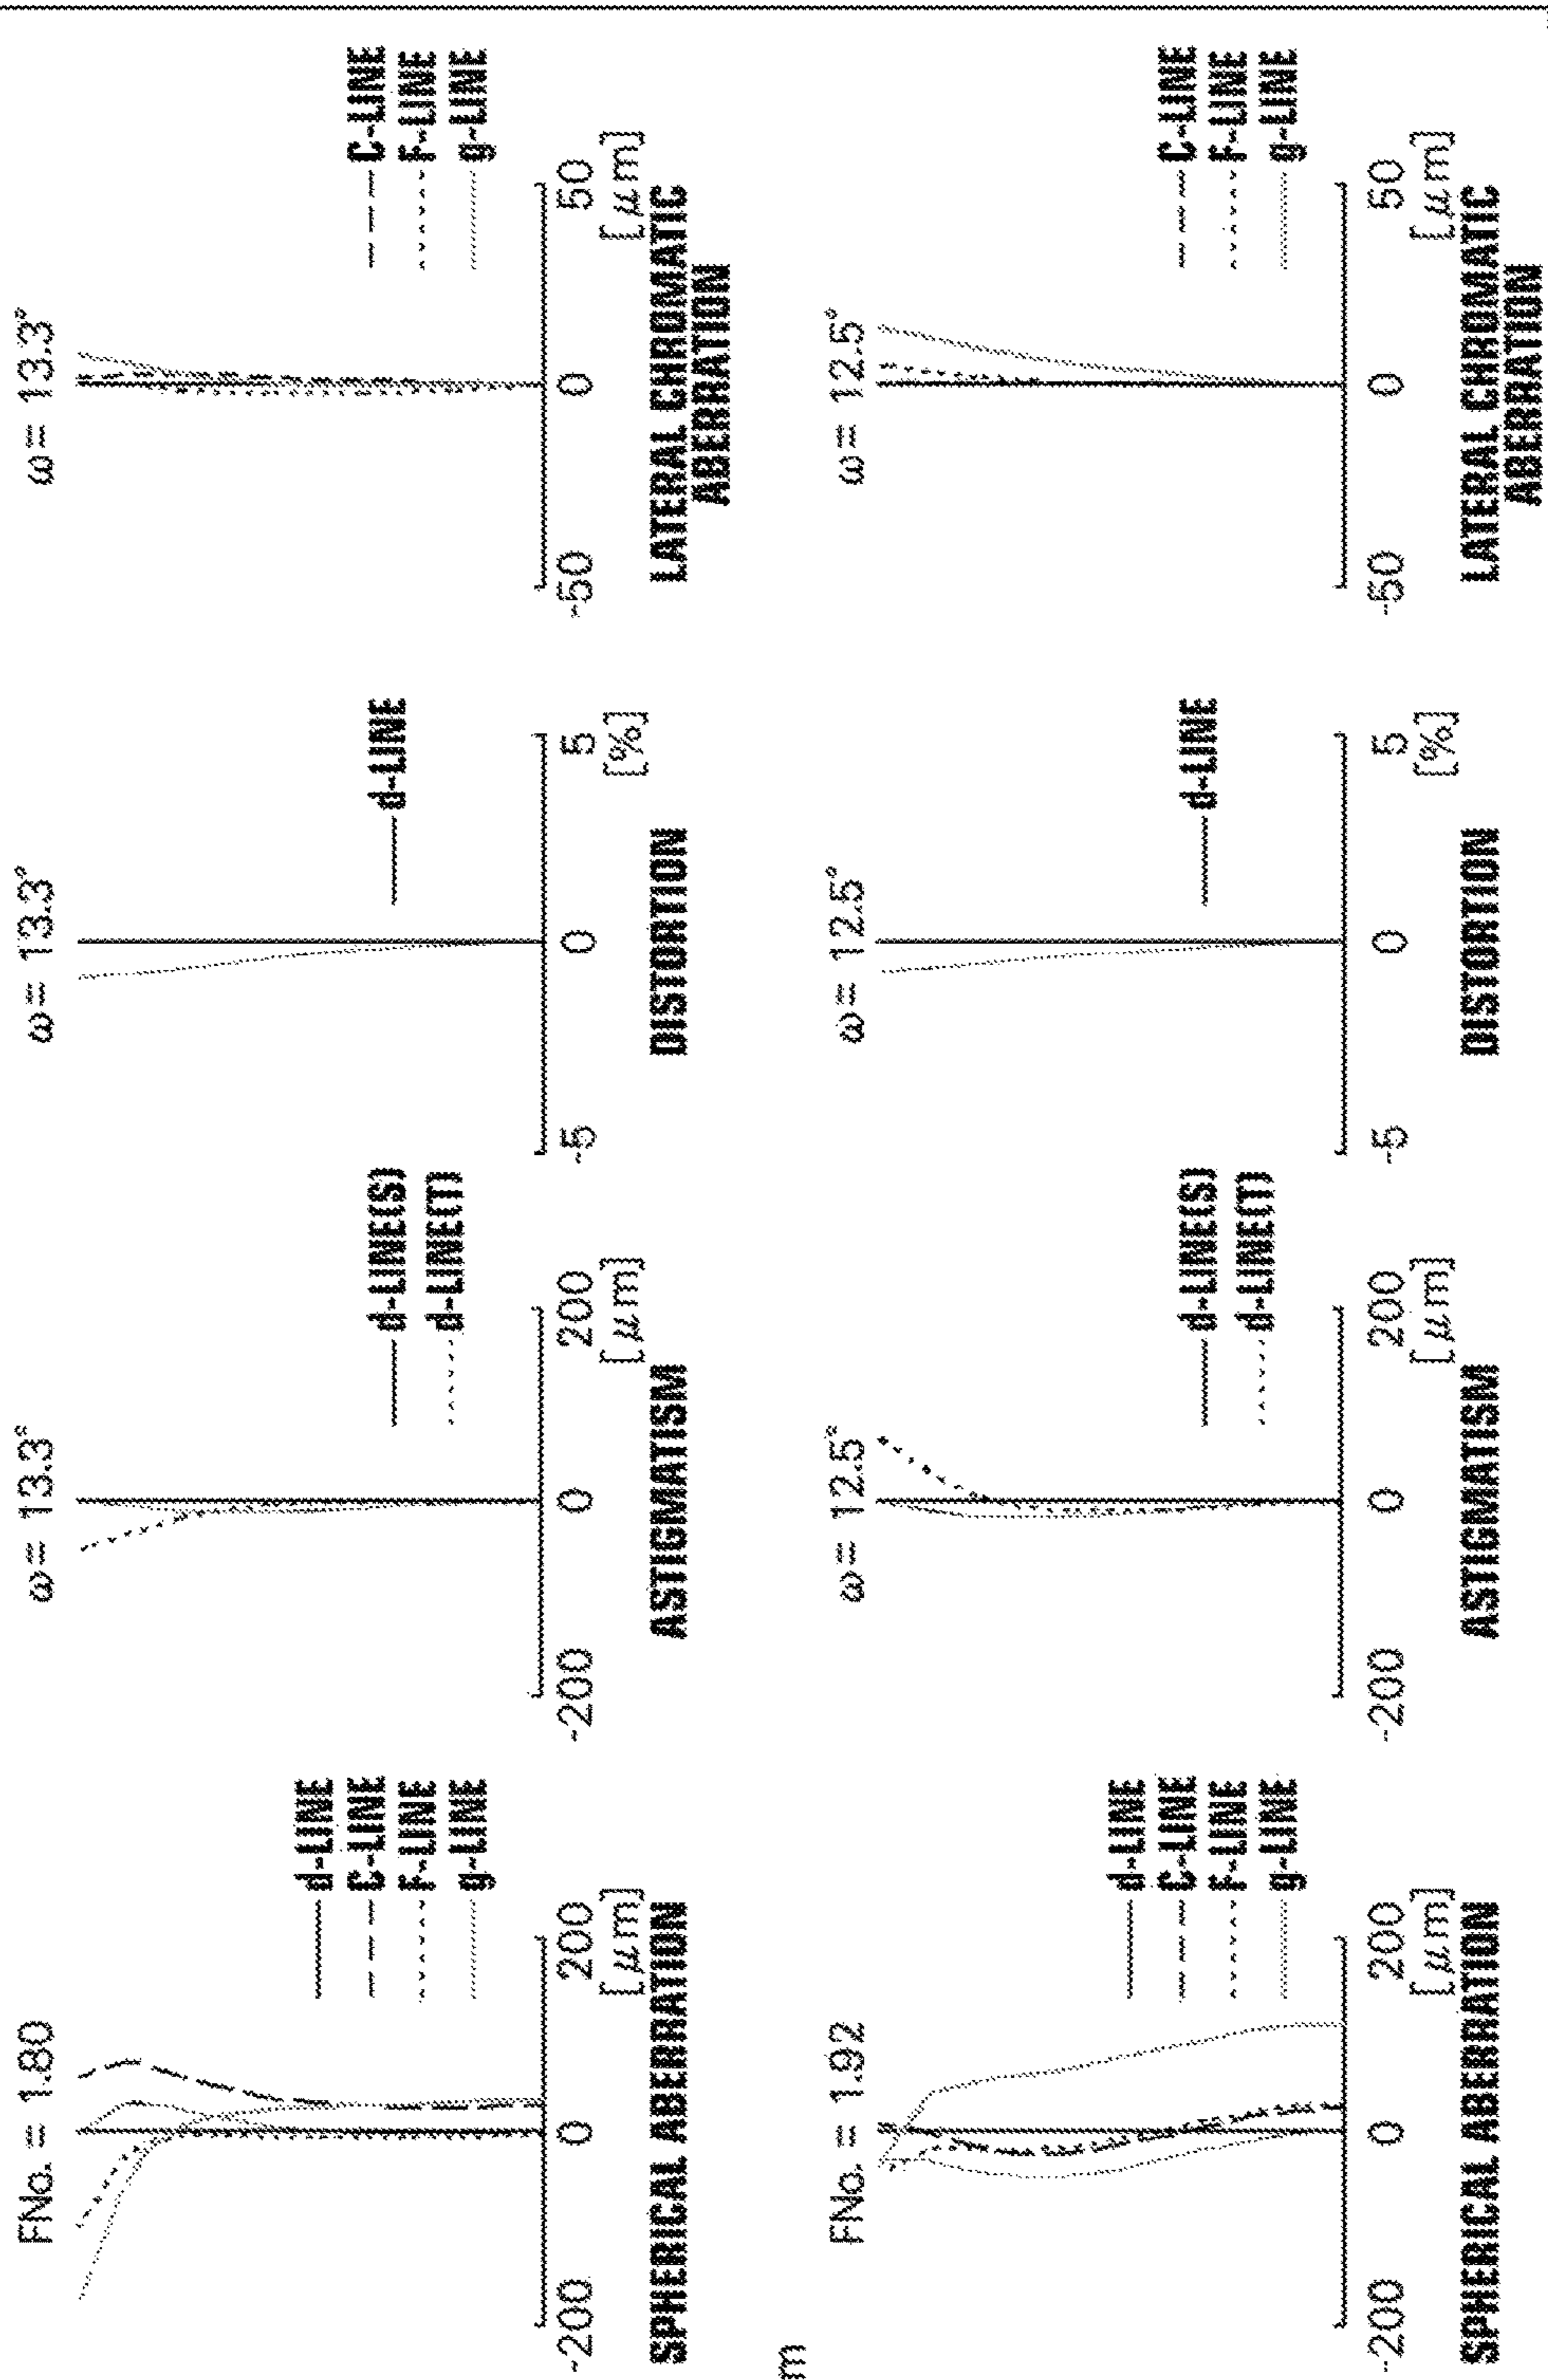 FNo. = 1.80
d-LINE
C-LINE
F-LINE
g-LINE
-200 0 200
[μm]
SPHERICAL ABERRATION
ω= 13.3°
d-LINE(S)
d-LINE(T)
-200 0 200
[μm]
ASTIGMATISM
ω= 13.3°
d-LINE
-5 0 5
[%]
DISTORTION
ω= 13.3°
C-LINE
F-LINE
g-LINE
-50 0 50
[μm]
LATERAL CHROMATIC
ABERRATION
m
FNo. = 1.92
d-LINE
C-LINE
F-LINE
g-LINE
-200 0 200
[μm]
SPHERICAL ABERRATION
ω= 12.5°
d-LINE(S)
d-LINE(T)
-200 0 200
[μm]
ASTIGMATISM
ω= 12.5°
d-LINE
-5 0 5
[%]
DISTORTION
ω= 12.5°
C-LINE
F-LINE
g-LINE
-50 0 50
[μm]
LATERAL CHROMATIC
ABERRATION